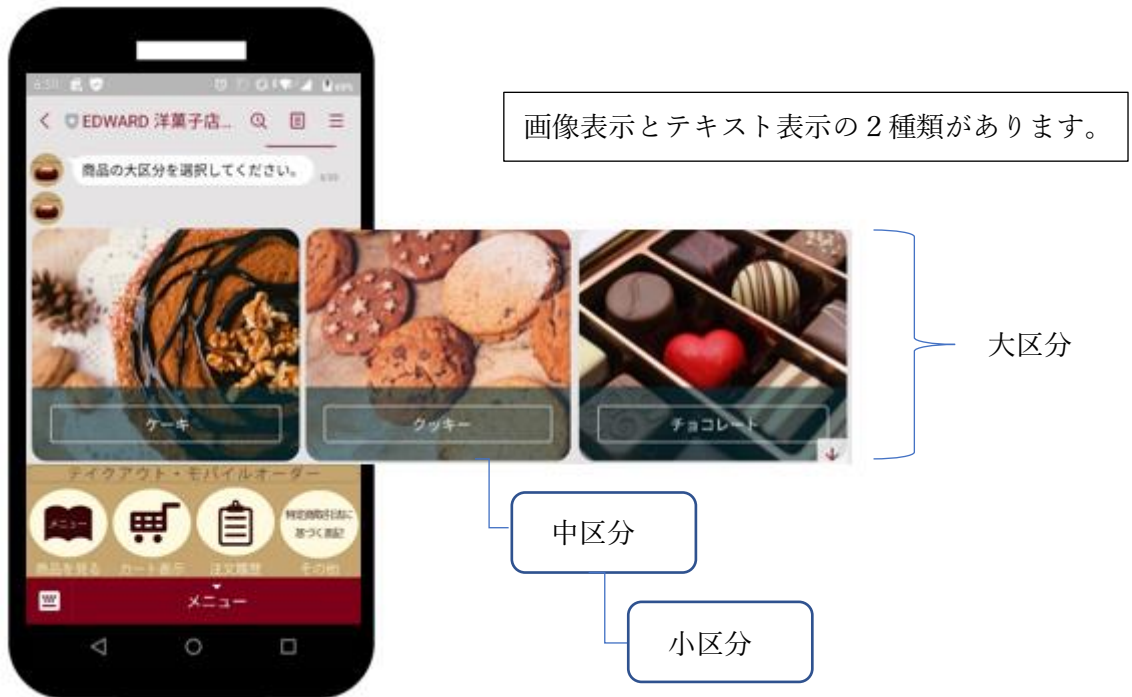 EDWARD 洋菓子店...
画像表示とテキスト表示の２種類があります。
商品の大区分を選択してください。
大区分
ケーキ
クッキー
チョコレート
テイクアウト・モバイルオーダー
メニュー
特定商取引法に
基づく表記
商品を見る
カート表示
注文履歴
その他
中区分
メニュー
小区分